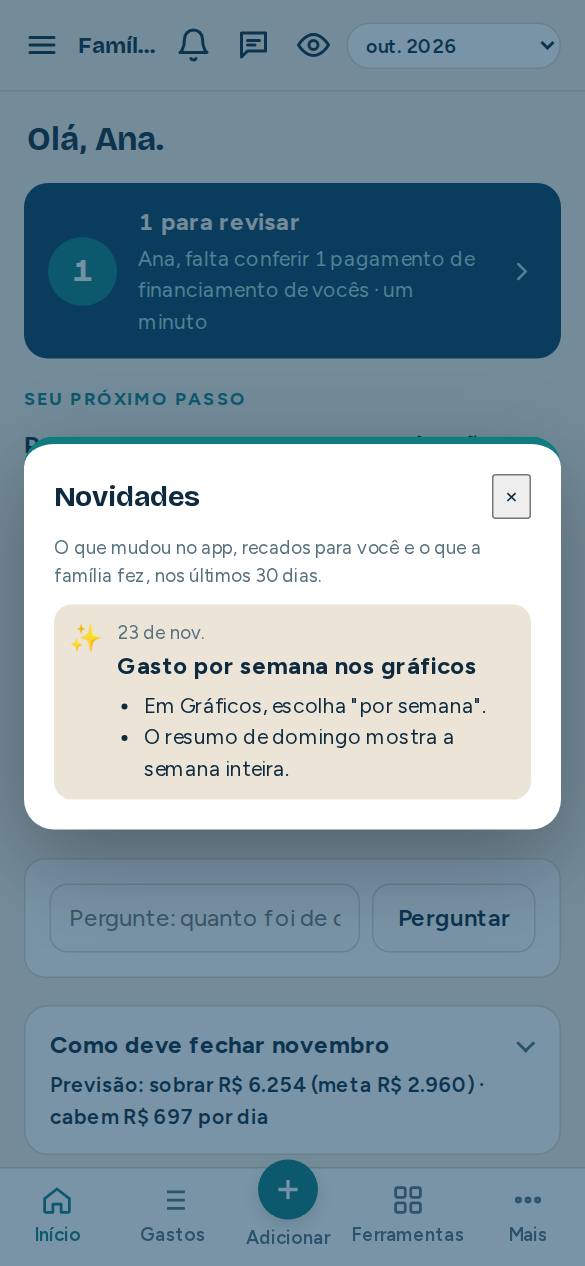 Famíl...
out. 2026
Olá, Ana.
1
1 para revisar
Ana, falta conferir 1 pagamento de
financiamento de vocês · um
minuto
SEU PRÓXIMO PASSO
Novidades
×
O que mudou no app, recados para você e o que a
família fez, nos últimos 30 dias.
23 de nov.
Gasto por semana nos gráficos
• Em Gráficos, escolha "por semana".
• O resumo de domingo mostra a
semana inteira.
Pergunte: quanto foi de c
Perguntar
Como deve fechar novembro
Previsão: sobrar R$ 6.254 (meta R$ 2.960) ·
cabem R$ 697 por dia
Início
Gastos
Adicionar
Ferramentas
Mais